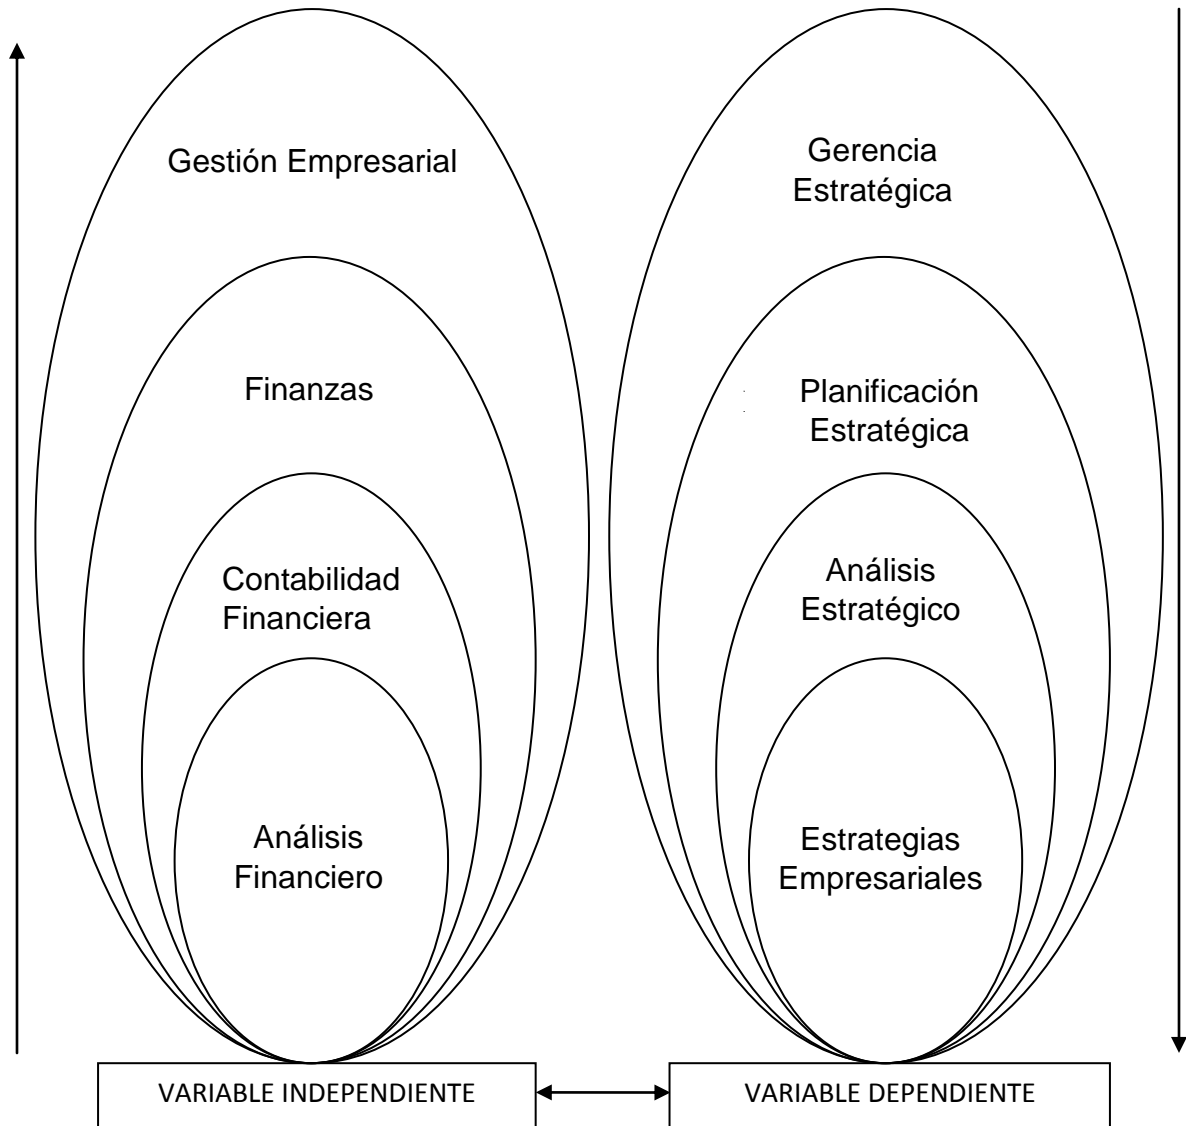 Gestión Empresarial
Finanzas
Contabilidad
Financiera
Análisis
Financiero
VARIABLE INDEPENDIENTE
Gerencia
Estratégica
Planificación
Estratégica
Análisis
Estratégico
Estrategias
Empresariales
VARIABLE DEPENDIENTE